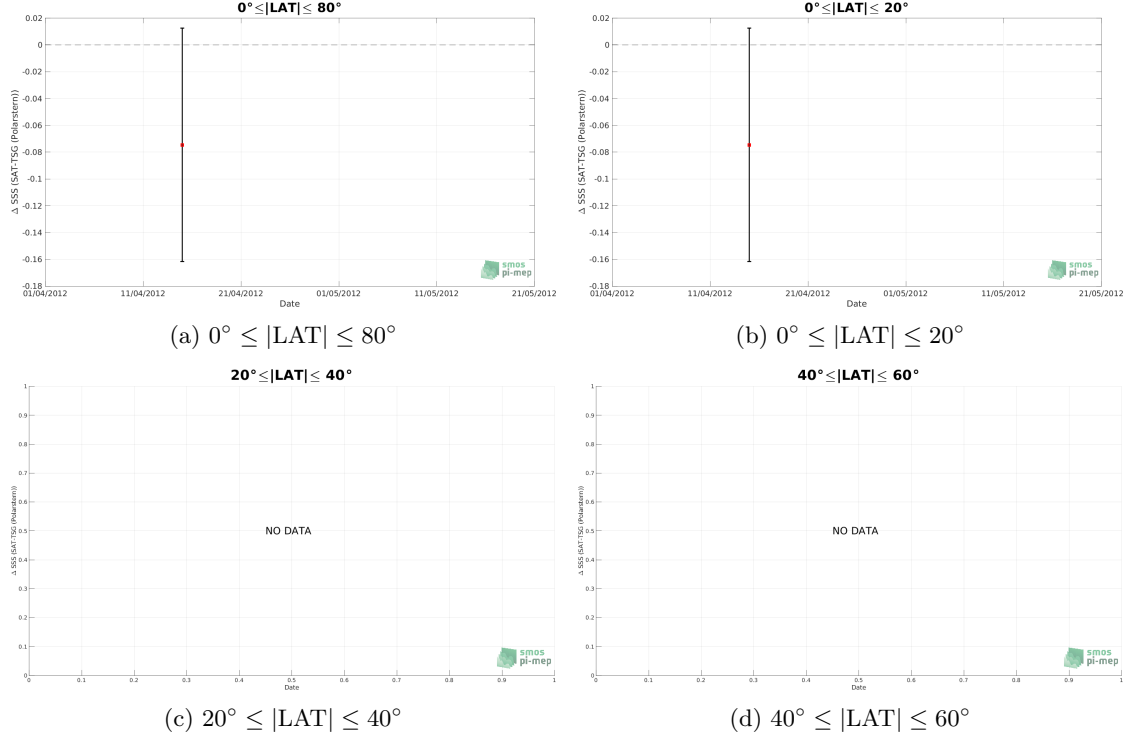 0°≤|LAT|≤ 80°
0.02
0
-0.02
-0.04
-0.06
-0.08
-0.1
-0.12
-0.14
-0.16
-0.18
Δ SSS (SAT-TSG (Polarstern))
01/04/2012 11/04/2012 21/04/2012 01/05/2012 11/05/2012 21/05/2012
Date
smos
pi-mep
(a) 0° ≤ |LAT| ≤ 80°
0°≤|LAT|≤ 20°
0.02
0
-0.02
-0.04
-0.06
-0.08
-0.1
-0.12
-0.14
-0.16
-0.18
Δ SSS (SAT-TSG (Polarstern))
01/04/2012 11/04/2012 21/04/2012 01/05/2012 11/05/2012 21/05/2012
Date
smos
pi-mep
(b) 0° ≤ |LAT| ≤ 20°
20°≤|LAT|≤ 40°
1
0.9
0.8
0.7
0.6
0.5
0.4
0.3
0.2
0.1
0
Δ SSS (SAT-TSG (Polarstern))
NO DATA
0 0.1 0.2 0.3 0.4 0.5 0.6 0.7 0.8 0.9 1
Date
smos
pi-mep
(c) 20° ≤ |LAT| ≤ 40°
40°≤|LAT|≤ 60°
1
0.9
0.8
0.7
0.6
0.5
0.4
0.3
0.2
0.1
0
Δ SSS (SAT-TSG (Polarstern))
NO DATA
0 0.1 0.2 0.3 0.4 0.5 0.6 0.7 0.8 0.9 1
Date
smos
pi-mep
(d) 40° ≤ |LAT| ≤ 60°